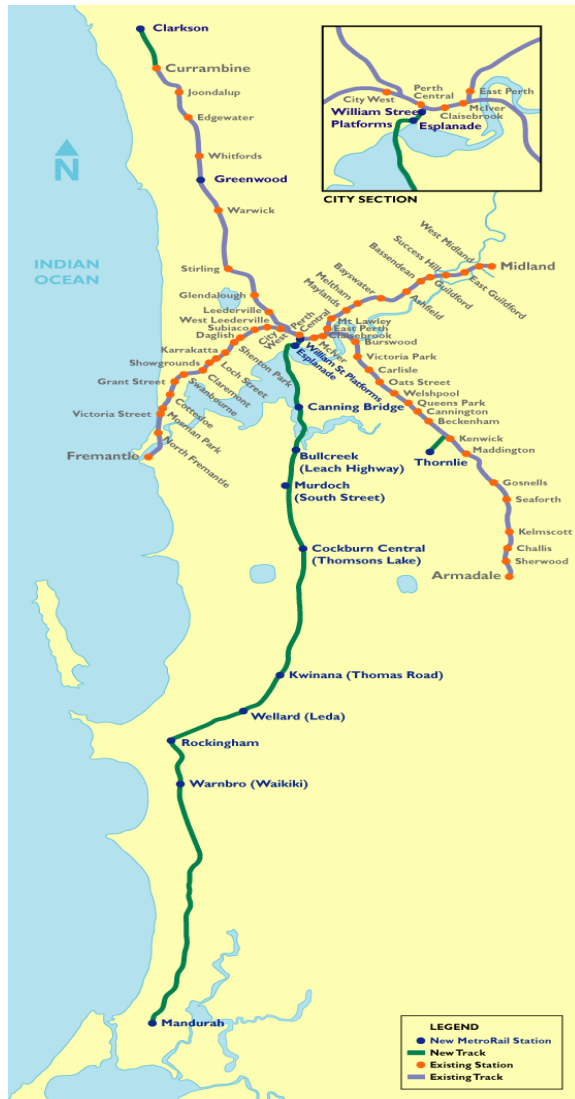 Clarkson
Currambine
Joondalup
Edgewater
Whitfords
Greenwood
Warwick
Stirling
Glendalough
Leederville
West Leederville
Subiaco
Daglish
Karrakatta
Showgrounds
Grant Street
Victoria Street
Fremantle
N
INDIAN
OCEAN
City West
Perth
Central
East Perth
McIver
Claisebrook
William Street
Platforms
Esplanade
CITY SECTION
West Midland
Midland
Success Hill
Bassendean
Bayswater
Meltham
Maylands
East Guildford
Guildford
Ashfield
Mt Lawley
East Perth
Claisebrook
City
West
Perth
Central
McIver
William St Platforms
Esplanade
Shenton Park
Loch Street
Claremont
Swanbourne
Cottesloe
Mosman Park
North Fremantle
Burswood
Victoria Park
Carlisle
Oats Street
Welshpool
Queens Park
Cannington
Beckenham
Kenwick
Maddington
Thornlie
Gosnells
Seaforth
Kelmscott
Challis
Sherwood
Armadale
Canning Bridge
Bullcreek
(Leach Highway)
Murdoch
(South Street)
Cockburn Central
(Thomsons Lake)
Kwinana (Thomas Road)
Wellard (Leda)
Rockingham
Warnbro (Waikiki)
Mandurah
LEGEND
New MetroRail Station
New Track
Existing Station
Existing Track